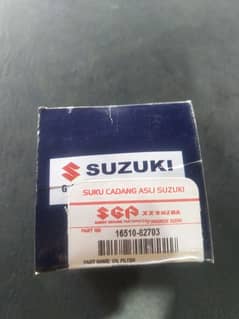 SUZUKI
G
SUKU CADANG ASLI SUZUKI
SGP
PART NO
16510-82703
PART NAME OIL FILTER